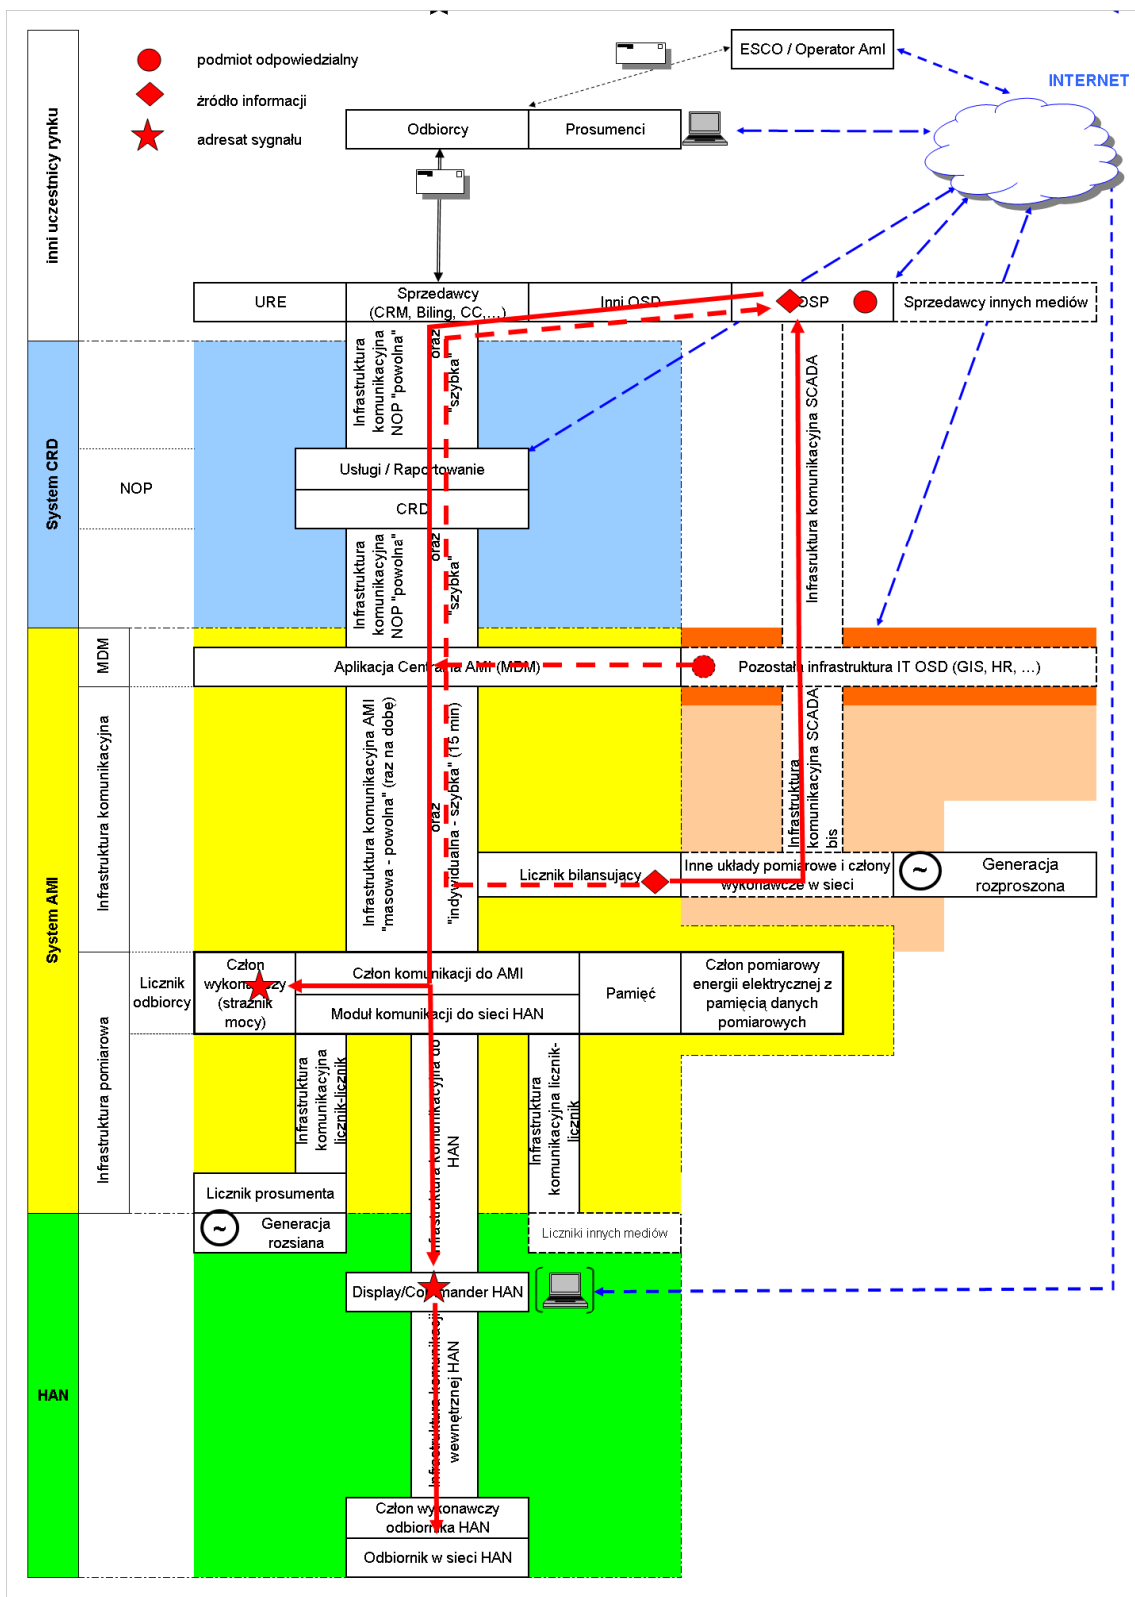 podmiot odpowiedzialny
źródło informacji
adresat sygnału
ESCO / Operator AmI
INTERNET
Odbiorcy
Prosumenci
inni uczestnicy rynku
URE
Sprzedawcy
(CRM, Biling, CC,…)
Inni OSD
OSP
Sprzedawcy innych mediów
Infrastruktura
komunikacyjna
NOP "powolna"
oraz
"szybka"
Infrasruktura komunikacyjna SCADA
System CRD
NOP
Usługi / Raportowanie
CRD
Infrastruktura
komunikacyjna
NOP "powolna"
oraz
"szybka"
MDM
Aplikacja Centralna AMI (MDM)
Pozostała infrastruktura IT OSD (GIS, HR, …)
System AMI
Infrastruktura komunikacyjna
Infrastruktura komunikacyjna AMI
"masowa - powolna" (raz na dobę)
oraz
"indywidualna - szybka" (15 min)
Infrastruktura
komunikacyjna SCADA
bis
Licznik bilansujący
Inne układy pomiarowe i człony
wykonawcze w sieci
~
Generacja
rozproszona
Infrastruktura pomiarowa
Licznik
odbiorcy
Człon
wykonawczy
(strażnik
mocy)
Człon komunikacji do AMI
Moduł komunikacji do sieci HAN
Pamięć
Człon pomiarowy
energii elektrycznej z
pamięcią danych
pomiarowych
Infrastruktura
komunikacyjna
licznik-licznik
Infrastruktura komunikacyjna do
HAN
Infrastruktura
komunikacyjna licznik-
licznik
Licznik prosumenta
~
Generacja
rozsiana
Liczniki innych mediów
HAN
Display/Commander HAN
Infrastruktura komunikacji
wewnętrznej HAN
Człon wykonawczy
odbiornika HAN
Odbiornik w sieci HAN